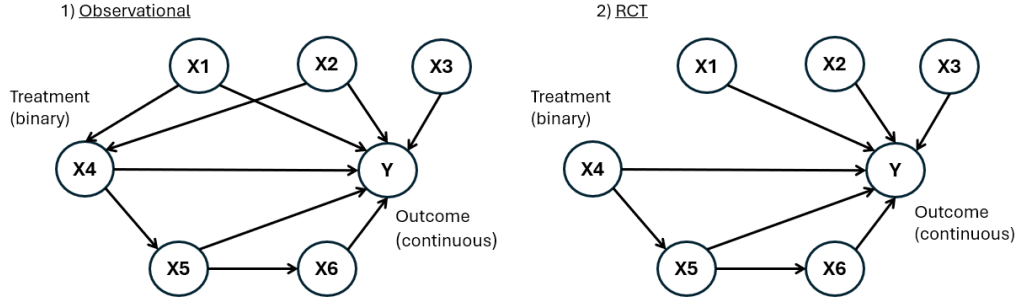 1) Observational
X1
X2
X3
Treatment
(binary)
X4
Y
Outcome
(continuous)
X5
X6
2) RCT
X1
X2
X3
Treatment
(binary)
X4
Y
Outcome
(continuous)
X5
X6